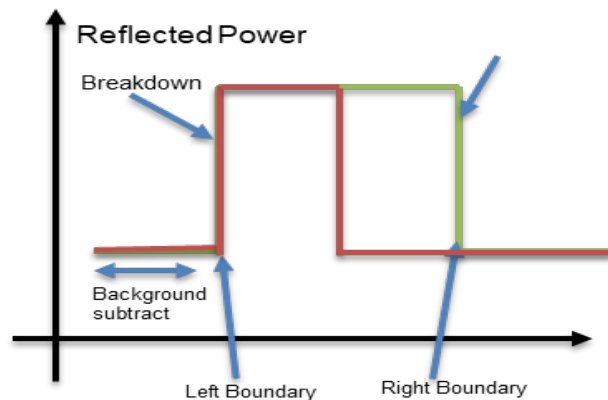 Reflected Power
Breakdown
Background
subtract
Left Boundary
Right Boundary